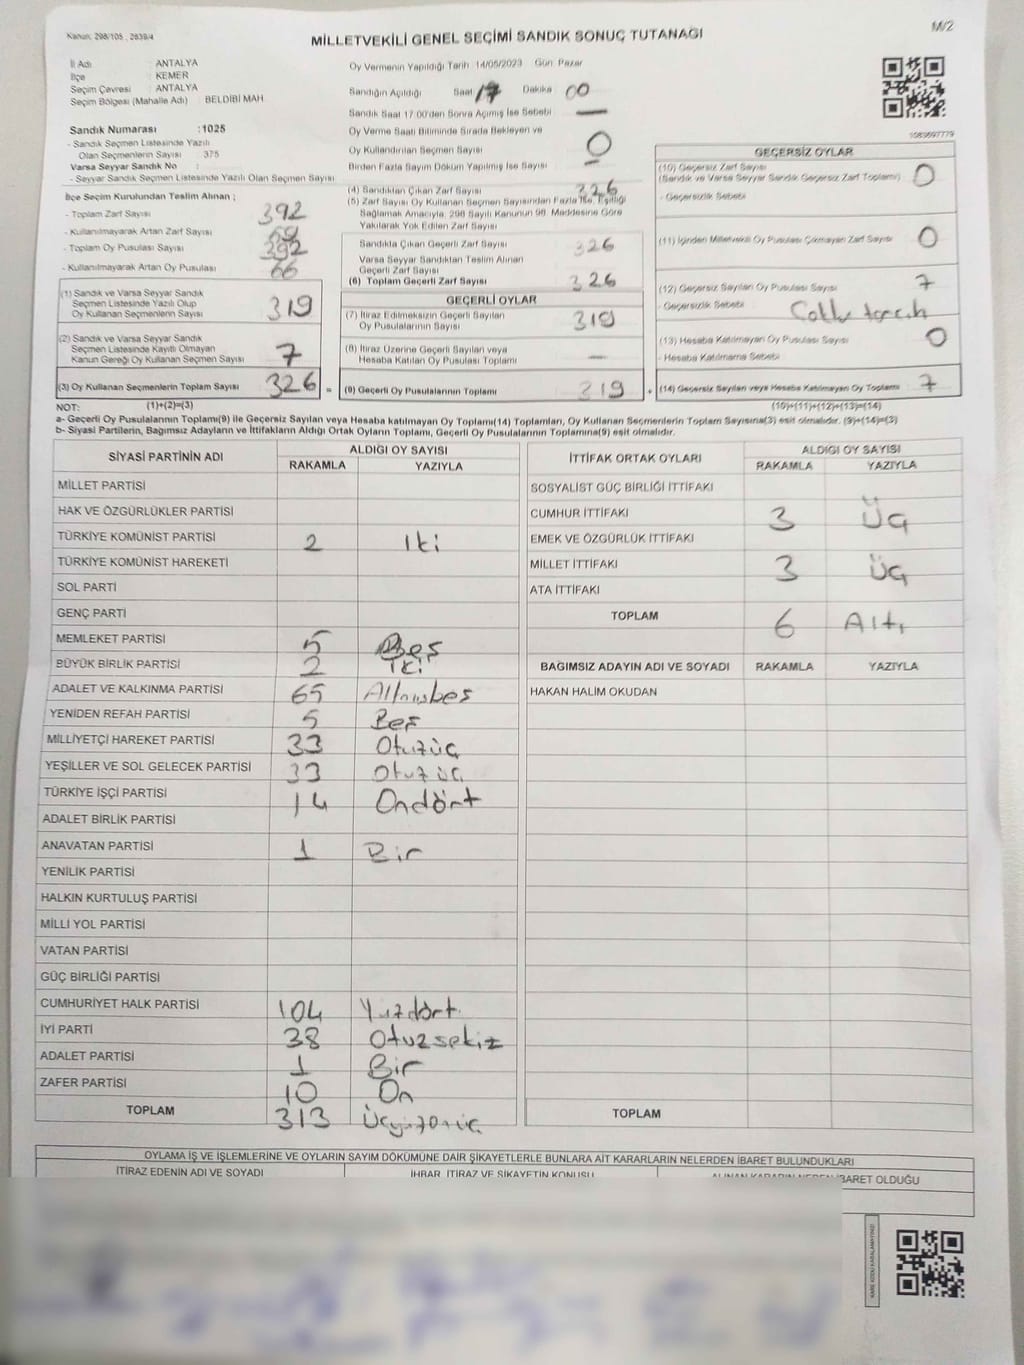 Kanun: 298/105, 2839/4
M/2
MİLLETVEKİLİ GENEL SEÇİMİ SANDIK SONUÇ TUTANAĞI
İl Adı : ANTALYA
İlçe : KEMER
Seçim Çevresi : ANTALYA
Seçim Bölgesi (Mahalle Adı) : BELDİBİ MAH
Sandık Numarası :1025
- Sandık Seçmen Listesinde Yazılı
Olan Seçmenlerin Sayısı : 375
Varsa Seyyar Sandık No :
- Seyyar Sandık Seçmen Listesinde Yazılı Olan Seçmen Sayısı
İlçe Seçim Kurulundan Teslim Alınan ;
- Toplam Zarf Sayısı 392
- Kullanılmayarak Artan Zarf Sayısı
- Toplam Oy Pusulası Sayısı 392
- Kullanılmayarak Artan Oy Pusulası 66
(1) Sandık ve Varsa Seyyar Sandık
Seçmen Listesinde Yazılı Olup
Oy Kullanan Seçmenlerin Sayısı 319
(2) Sandık ve Varsa Seyyar Sandık
Seçmen Listesinde Kayıtlı Olmayan
Kanun Gereği Oy Kullanan Seçmen Sayısı 7
(3) Oy Kullanan Seçmenlerin Toplam Sayısı 326 =
Oy Vermenin Yapıldığı Tarih 14/05/2023 Gün: Pazar
Sandığın Açıldığı Saat 17 Dakika 00
Sandık Saat 17.00'den Sonra Açılmış İse Sebebi —
Oy Verme Saati Bitiminde Sırada Bekleyen ve
Oy Kullandırılan Seçmen Sayısı 0
Birden Fazla Sayım Döküm Yapılmış İse Sayısı
(4) Sandıktan Çıkan Zarf Sayısı 326
(5) Zarf Sayısı Oy Kullanan Seçmen Sayısından Fazla İse, Eşitliği
Sağlamak Amacıyla, 298 Sayılı Kanunun 98. Maddesine Göre
Yakılarak Yok Edilen Zarf Sayısı
Sandıkla Çıkan Geçerli Zarf Sayısı 326
Varsa Seyyar Sandıktan Teslim Alınan
Geçerli Zarf Sayısı
(6) Toplam Geçerli Zarf Sayısı 326
GEÇERLİ OYLAR
(7) İtiraz Edilmeksizin Geçerli Sayılan
Oy Pusulalarının Sayısı 319
(8) İtiraz Üzerine Geçerli Sayılan veya
Hesaba Katılan Oy Pusulası Toplamı —
(9) Geçerli Oy Pusulalarının Toplamı 319 +
1089897779
GEÇERSİZ OYLAR
(10) Geçersiz Zarf Sayısı
(Sandık ve Varsa Seyyar Sandık Geçersiz Zarf Toplamı) 0
- Geçersizlik Sebebi
(11) İçinden Milletvekili Oy Pusulası Çıkmayan Zarf Sayısı 0
(12) Geçersiz Sayılan Oy Pusulası Sayısı 7
- Geçersizlik Sebebi
(13) Hesaba Katılmayan Oy Pusulası Sayısı 0
- Hesaba Katılmama Sebebi
(14) Geçersiz Sayılan veya Hesaba Katılmayan Oy Toplamı 7
NOT: (1)+(2)=(3) (10)+(11)+(12)+(13)=(14)
a- Geçerli Oy Pusulalarının Toplamı(9) ile Geçersiz Sayılan veya Hesaba katılmayan Oy Toplamı(14) Toplamları, Oy Kullanan Seçmenlerin Toplam Sayısına(3) eşit olmalıdır. (9)+(14)=(3)
b- Siyasi Partilerin, Bağımsız Adayların ve İttifakların Aldığı Ortak Oyların Toplamı, Geçerli Oy Pusulalarının Toplamına(9) eşit olmalıdır.
SİYASİ PARTİNİN ADI ALDIĞI OY SAYISI
RAKAMLA YAZIYLA
MİLLET PARTİSİ
HAK VE ÖZGÜRLÜKLER PARTİSİ
TÜRKİYE KOMÜNİST PARTİSİ 2 İki
TÜRKİYE KOMÜNİST HAREKETİ
SOL PARTİ
GENÇ PARTİ
MEMLEKET PARTİSİ 5 Beş
BÜYÜK BİRLİK PARTİSİ 2 İki
ADALET VE KALKINMA PARTİSİ 65 Altmışbeş
YENİDEN REFAH PARTİSİ 5 Beş
MİLLİYETÇİ HAREKET PARTİSİ 33 Otuzüç
YEŞİLLER VE SOL GELECEK PARTİSİ 33 Otuzüç
TÜRKİYE İŞÇİ PARTİSİ 14 Ondört
ADALET BİRLİK PARTİSİ
ANAVATAN PARTİSİ 1 Bir
YENİLİK PARTİSİ
HALKIN KURTULUŞ PARTİSİ
MİLLİ YOL PARTİSİ
VATAN PARTİSİ
GÜÇ BİRLİĞİ PARTİSİ
CUMHURİYET HALK PARTİSİ 104 Yüzdört
İYİ PARTİ 38 Otuzsekiz
ADALET PARTİSİ 1 Bir
ZAFER PARTİSİ 10 On
TOPLAM 313 Üçyüzonüç
İTTİFAK ORTAK OYLARI ALDIĞI OY SAYISI
RAKAMLA YAZIYLA
SOSYALİST GÜÇ BİRLİĞİ İTTİFAKI
CUMHUR İTTİFAKI 3 Üç
EMEK VE ÖZGÜRLÜK İTTİFAKI
MİLLET İTTİFAKI 3 Üç
ATA İTTİFAKI
TOPLAM 6 Altı
BAĞIMSIZ ADAYIN ADI VE SOYADI RAKAMLA YAZIYLA
HAKAN HALİM OKUDAN
TOPLAM
OYLAMA İŞ VE İŞLEMLERİNE VE OYLARIN SAYIM DÖKÜMÜNE DAİR ŞİKAYETLERLE BUNLARA AİT KARARLARIN NELERDEN İBARET BULUNDUKLARI
İTİRAZ EDENİN ADI VE SOYADI İHBAR, İTİRAZ VE ŞİKAYETİN KONUSU ALINAN KARARIN NEDEN İBARET OLDUĞU
KARE KODU KARALAMAYINIZ!